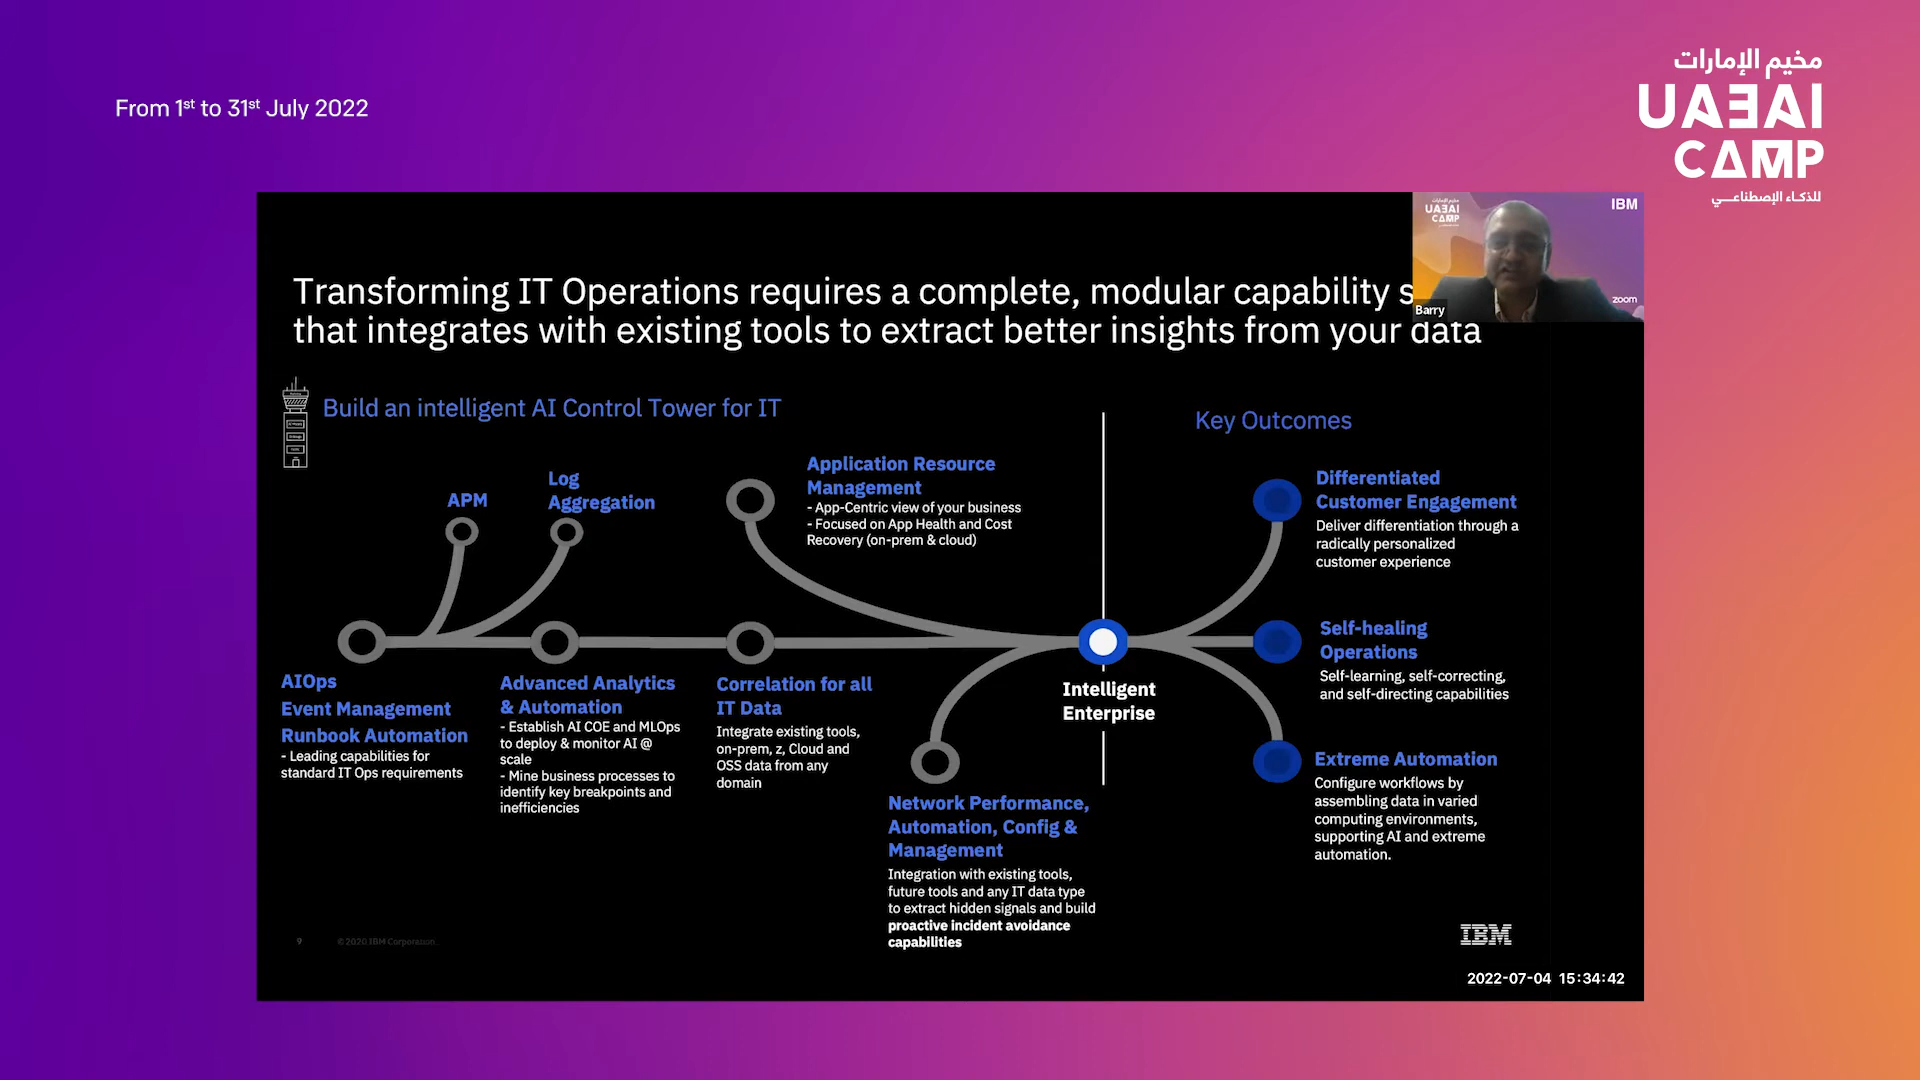 From 1st to 31st July 2022
مخيم الإمارات
UAEAI
CAMP
للذكاء الإصطناعي
مخيم الإمارات
UAEAI
CAMP
IBM
zoom
Barry
Transforming IT Operations requires a complete, modular capability s
that integrates with existing tools to extract better insights from your data
Build an intelligent AI Control Tower for IT
Key Outcomes
APM
Log
Aggregation
Application Resource
Management
- App-Centric view of your business
- Focused on App Health and Cost
Recovery (on-prem & cloud)
AIOps
Event Management
Runbook Automation
- Leading capabilities for
standard IT Ops requirements
Advanced Analytics
& Automation
- Establish AI COE and MLOps
to deploy & monitor AI @
scale
- Mine business processes to
identify key breakpoints and
inefficiencies
Correlation for all
IT Data
Integrate existing tools,
on-prem, z, Cloud and
OSS data from any
domain
Network Performance,
Automation, Config &
Management
Integration with existing tools,
future tools and any IT data type
to extract hidden signals and build
proactive incident avoidance
capabilities
Intelligent
Enterprise
Differentiated
Customer Engagement
Deliver differentiation through a
radically personalized
customer experience
Self-healing
Operations
Self-learning, self-correcting,
and self-directing capabilities
Extreme Automation
Configure workflows by
assembling data in varied
computing environments,
supporting AI and extreme
automation.
9
© 2020 IBM Corporation
IBM
2022-07-04 15:34:42